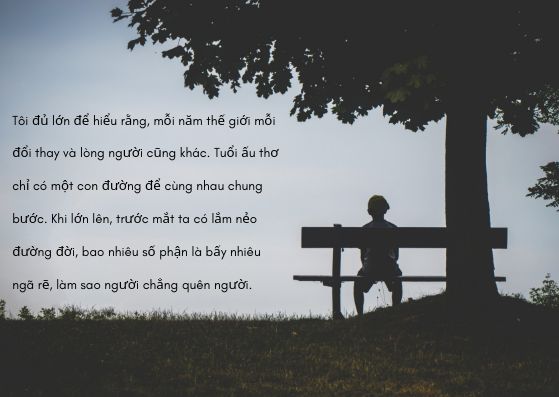 Tôi đủ lớn để hiểu rằng, mỗi năm thế giới mỗi
đổi thay và lòng người cũng khác. Tuổi ấu thơ
chỉ có một con đường để cùng nhau chung
bước. Khi lớn lên, trước mắt ta có lắm nẻo
đường đời, bao nhiêu số phận là bấy nhiêu
ngã rẽ, làm sao người chẳng quên người.